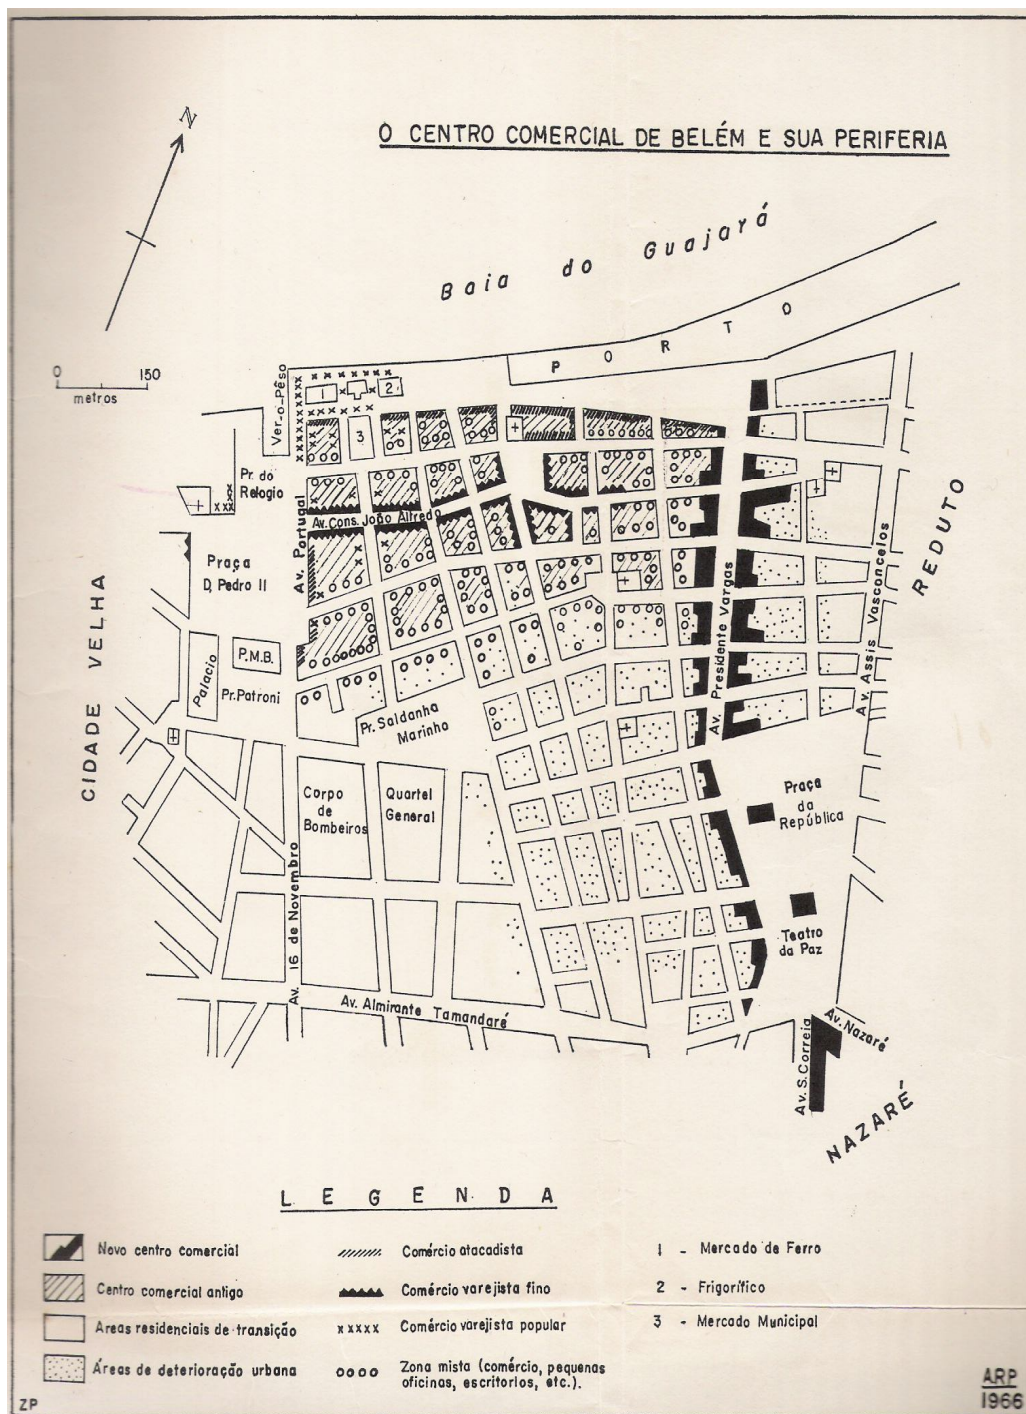 O CENTRO COMERCIAL DE BELÉM E SUA PERIFERIA
N
Baia do Guajará
PORTO
0 150
metros
Ver-o-Pêso
1
2
3
Pr. do
Relogio
Av. Cons. João Alfredo
Av. Portugal
Praça
D. Pedro II
CIDADE VELHA
Palacio
P.M.B.
Pr. Patroni
Pr. Saldanha
Marinho
Av. Presidente Vargas
Av. Assis Vasconcelos
REDUTO
Corpo
de
Bombeiros
Quartel
General
Praça
da
República
Av. 16 de Novembro
Teatro
da Paz
Av. Almirante Tamandaré
Av. Nazaré
Av. S. Correia
NAZARÉ
LEGENDA
Novo centro comercial
Centro comercial antigo
Areas residenciais de transição
Áreas de deterioração urbana
Comércio atacadista
Comércio varejista fino
xxxxx Comércio varejista popular
oooo Zona mista (comércio, pequenas
oficinas, escritorios, etc.).
1 - Mercado de Ferro
2 - Frigorífico
3 - Mercado Municipal
ZP
ARP
1966